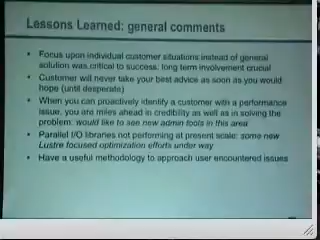 Lessons Learned: general comments
• Focus upon individual customer situations instead of general
solution was critical to success, long term involvement crucial
• Customer will never take your best advice as soon as you would
hope (until desperate)
• When you can proactively identify a customer with a performance
issue, you are miles ahead in credibility as well as in solving the
problem: would like to see new admin tools in this area
• Parallel I/O libraries not performing at present scale: some new
Lustre focused optimization efforts under way
• Have a useful methodology to approach user encountered issues